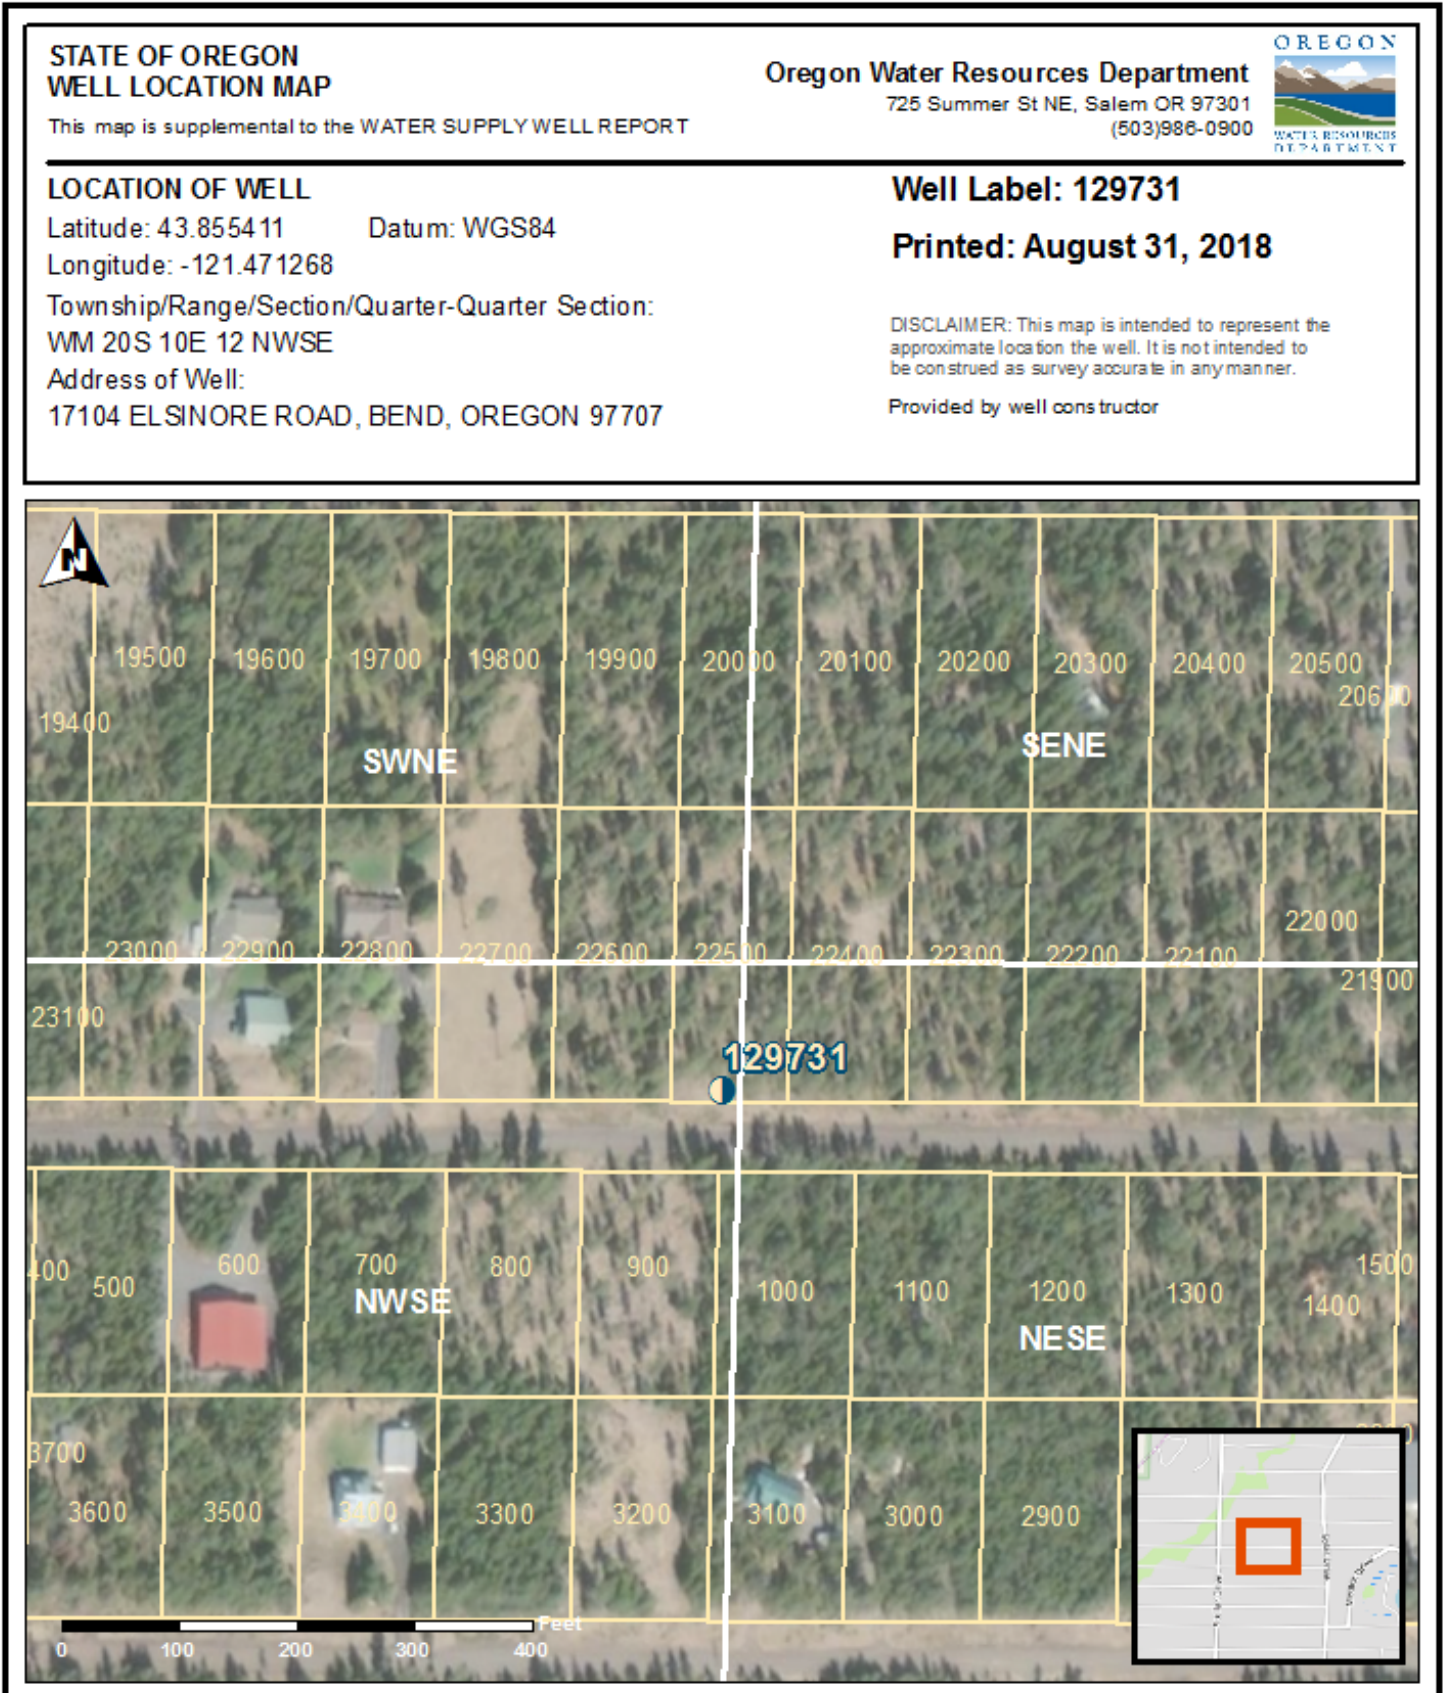 STATE OF OREGON
WELL LOCATION MAP
This map is supplemental to the WATER SUPPLY WELL REPORT
Oregon Water Resources Department
725 Summer St NE, Salem OR 97301
(503)986-0900
OREGON
WATER RESOURCES
DEPARTMENT
LOCATION OF WELL
Latitude: 43.855411 Datum: WGS84
Longitude: -121.471268
Township/Range/Section/Quarter-Quarter Section:
WM 20S 10E 12 NWSE
Address of Well:
17104 ELSINORE ROAD, BEND, OREGON 97707
Well Label: 129731
Printed: August 31, 2018
DISCLAIMER: This map is intended to represent the
approximate location the well. It is not intended to
be construed as survey accurate in any manner.
Provided by well constructor
N
19500 19600 19700 19800 19900 20000 20100 20200 20300 20400 20500
20600
19400
SWNE SENE
22000
23000 22900 22800 22700 22600 22500 22400 22300 22200 22100
21900
23100
129731
400 500 600 700 800 900 1000 1100 1200 1300 1400 1500
NWSE NESE
3700
3600 3500 3400 3300 3200 3100 3000 2900
Feet
0 100 200 300 400